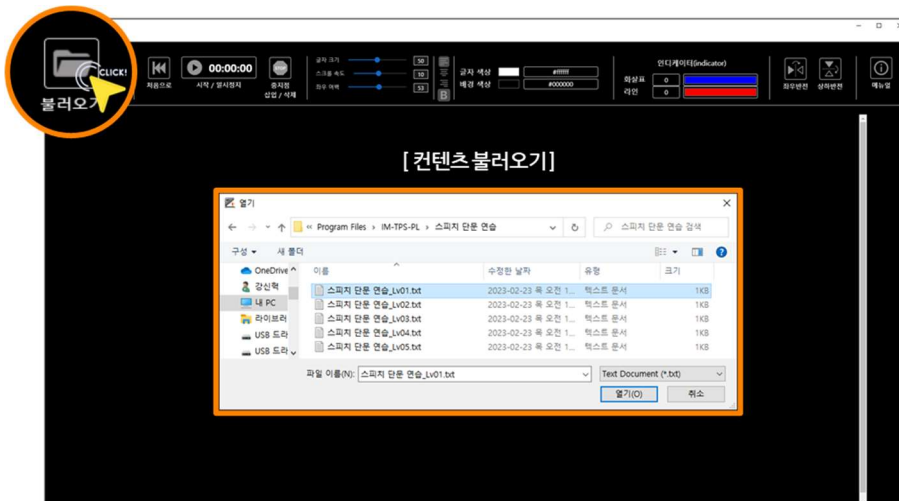 CLICK!
불러오기
처음으로
00:00:00
시작 / 일시정지
STOP
중지점
삽입 / 삭제
글자 크기 50
스크롤 속도 10
좌우 여백 53
B
글자 색상 #ffffff
배경 색상 #000000
인디케이터(indicator)
화살표 0
라인 0
좌우반전
상하반전
메뉴얼
[ 컨텐츠 불러오기]
열기
« Program Files › IM-TPS-PL › 스피치 단문 연습
스피치 단문 연습 검색
구성 새 폴더
이름 수정한 날짜 유형 크기
OneDrive
강신혁
내 PC
라이브러
USB 드라
USB 드라
스피치 단문 연습_Lv01.txt 2023-02-23 목 오전 1... 텍스트 문서 1KB
스피치 단문 연습_Lv02.txt 2023-02-23 목 오전 1... 텍스트 문서 1KB
스피치 단문 연습_Lv03.txt 2023-02-23 목 오전 1... 텍스트 문서 1KB
스피치 단문 연습_Lv04.txt 2023-02-23 목 오전 1... 텍스트 문서 1KB
스피치 단문 연습_Lv05.txt 2023-02-23 목 오전 1... 텍스트 문서 1KB
파일 이름(N): 스피치 단문 연습_Lv01.txt Text Document (*.txt)
열기(O) 취소